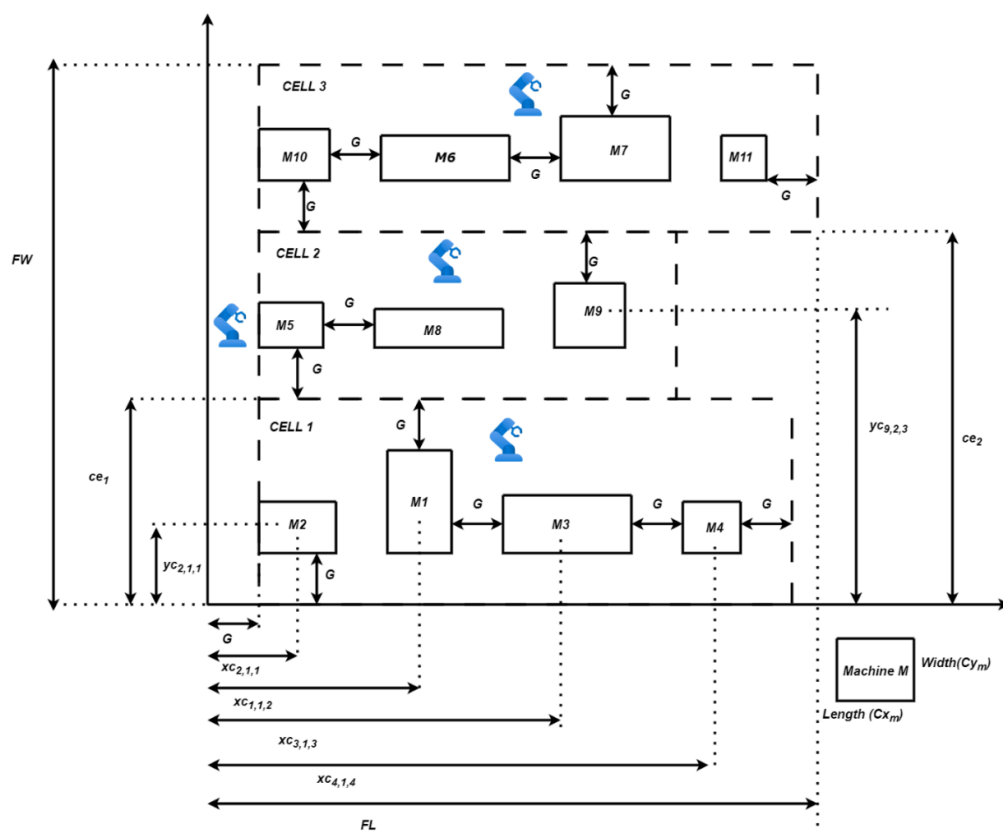 CELL 3
G
M10
G
M6
G
M7
M11
G
G
FW
CELL 2
G
M5
G
M8
M9
G
CELL 1
G
yc9,2,3
ce2
ce1
M2
M1
G
M3
G
M4
G
yc2,1,1
G
G
xc2,1,1
xc1,1,2
xc3,1,3
xc4,1,4
FL
Machine M
Width(Cym)
Length (Cxm)